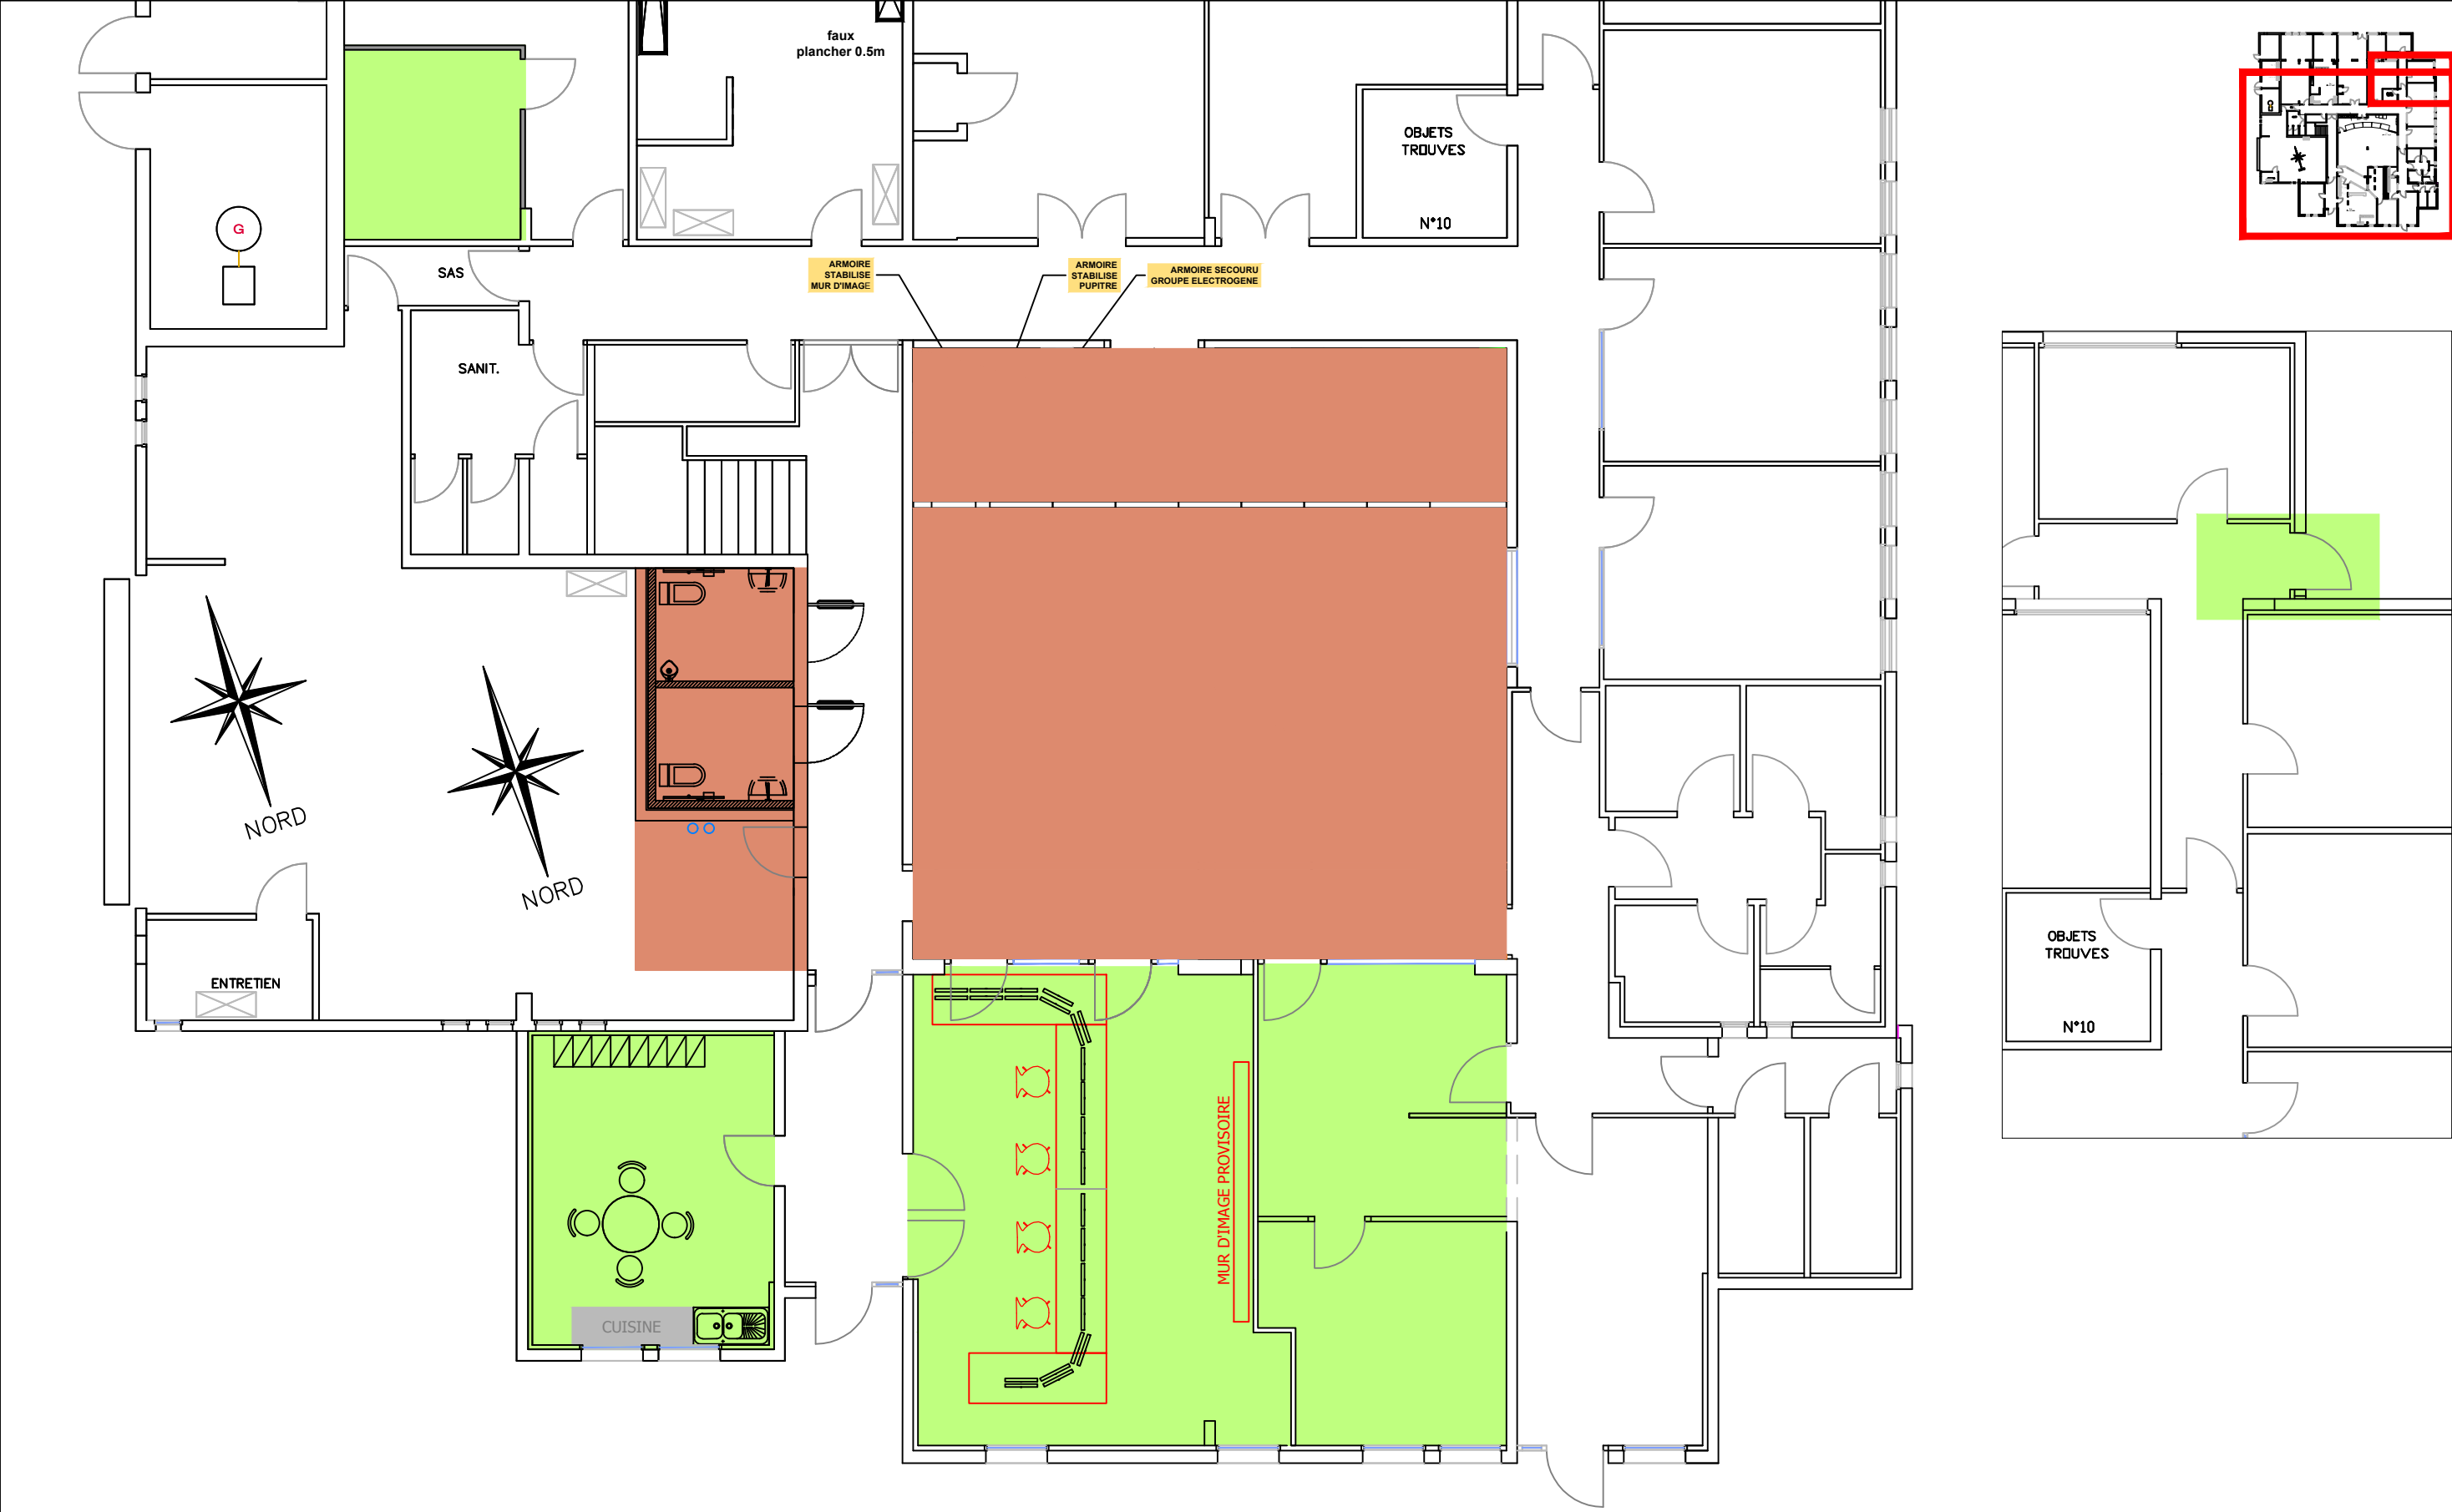 faux
plancher 0.5m
OBJETS
TROUVES
N°10
G
SAS
ARMOIRE
STABILISE
MUR D'IMAGE
ARMOIRE
STABILISE
PUPITRE
ARMOIRE SECOURU
GROUPE ELECTROGENE
SANIT.
NORD
NORD
ENTRETIEN
OBJETS
TROUVES
N°10
MUR D'IMAGE PROVISOIRE
CUISINE